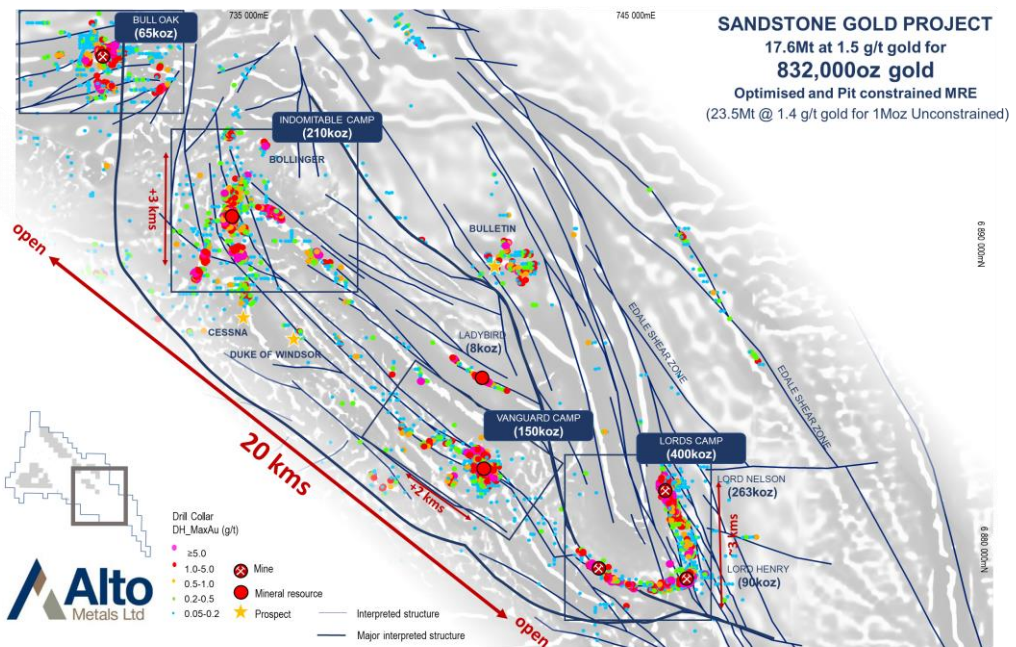 BULL OAK
(65koz)
735 000mE
745 000mE
SANDSTONE GOLD PROJECT
17.6Mt at 1.5 g/t gold for
832,000oz gold
Optimised and Pit constrained MRE
(23.5Mt @ 1.4 g/t gold for 1Moz Unconstrained)
INDOMITABLE CAMP
(210koz)
BOLLINGER
+3 kms
open
BULLETIN
6 890 000mN
CESSNA
DUKE OF WINDSOR
LADYBIRD
(8koz)
EDALE SHEAR ZONE
EDALE SHEAR ZONE
20 kms
VANGUARD CAMP
(150koz)
+2 kms
LORDS CAMP
(400koz)
LORD NELSON
(263koz)
~3 kms
LORD HENRY
(90koz)
6 880 000mN
open
Drill Collar
DH_MaxAu (g/t)
≥5.0
1.0-5.0
0.5-1.0
0.2-0.5
0.05-0.2
Mine
Mineral resource
Prospect
Interpreted structure
Major interpreted structure
Alto
Metals Ltd